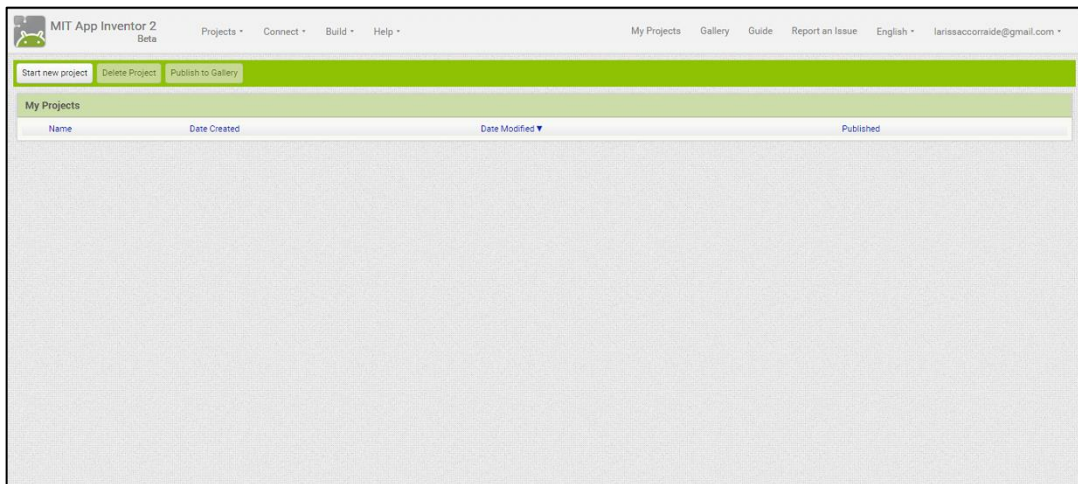 MIT App Inventor 2
Beta
Projects Connect Build Help My Projects Gallery Guide Report an Issue English larissaccorraide@gmail.com
Start new project Delete Project Publish to Gallery
My Projects
Name Date Created Date Modified ▼ Published